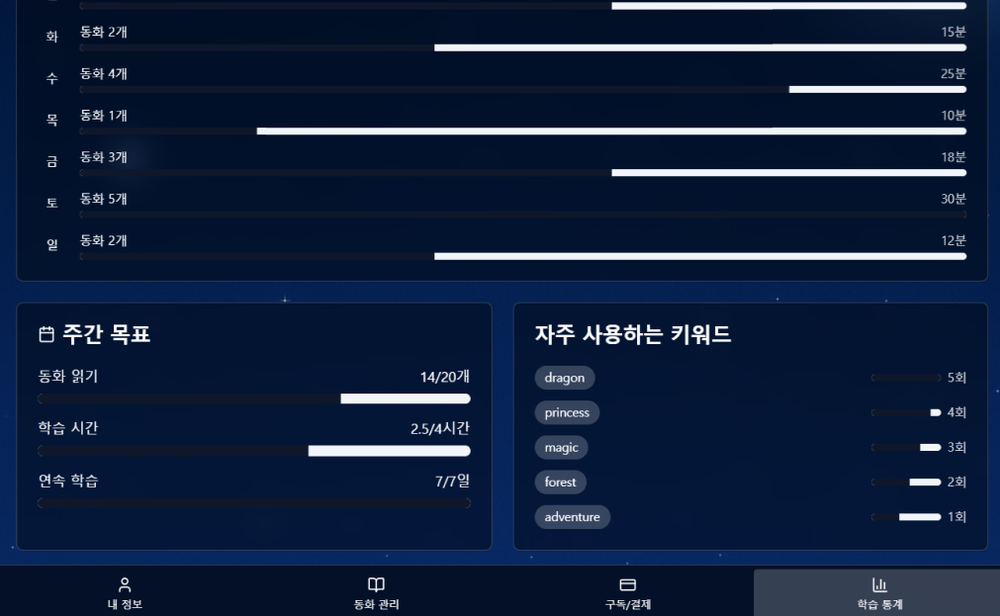 화
동화 2개
15분
수
동화 4개
25분
목
동화 1개
10분
금
동화 3개
18분
토
동화 5개
30분
일
동화 2개
12분
주간 목표
동화 읽기
14/20개
학습 시간
2.5/4시간
연속 학습
7/7일
자주 사용하는 키워드
dragon
5회
princess
4회
magic
3회
forest
2회
adventure
1회
내 정보
동화 관리
구독/결제
학습 통계